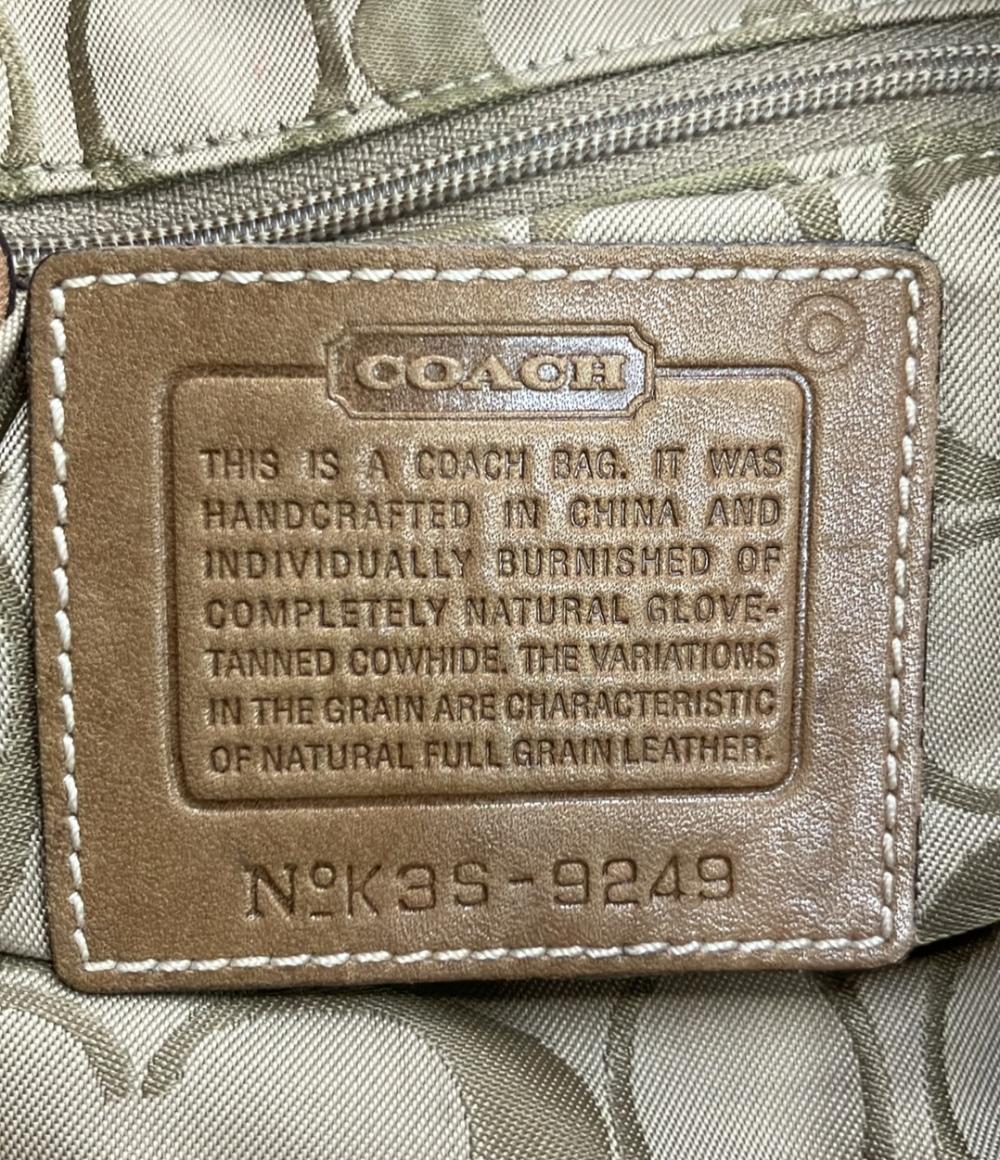 COACH
THIS IS A COACH BAG. IT WAS
HANDCRAFTED IN CHINA AND
INDIVIDUALLY BURNISHED OF
COMPLETELY NATURAL GLOVE-
TANNED COWHIDE. THE VARIATIONS
IN THE GRAIN ARE CHARACTERISTIC
OF NATURAL FULL GRAIN LEATHER.
NºK3S-9249